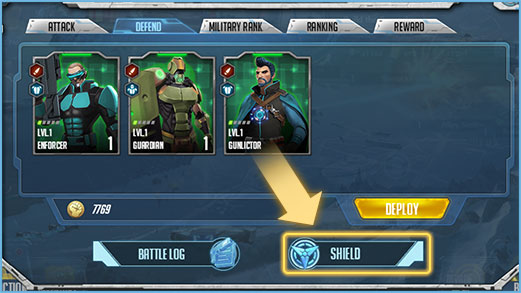 ATTACK
DEFEND
MILITARY RANK
RANKING
REWARD
LVL.1
ENFORCER 1
LVL.1
GUARDIAN 1
LVL.1
GUNLICTOR
7769
DEPLOY
BATTLE LOG
SHIELD